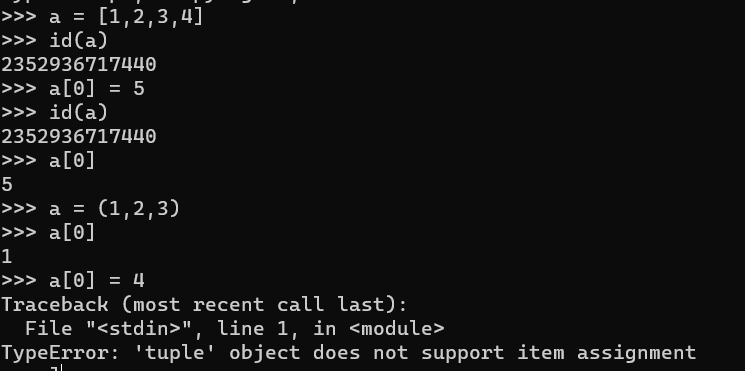 >>> a = [1,2,3,4]
>>> id(a)
2352936717440
>>> a[0] = 5
>>> id(a)
2352936717440
>>> a[0]
5
>>> a = (1,2,3)
>>> a[0]
1
>>> a[0] = 4
Traceback (most recent call last):
  File "<stdin>", line 1, in <module>
TypeError: 'tuple' object does not support item assignment